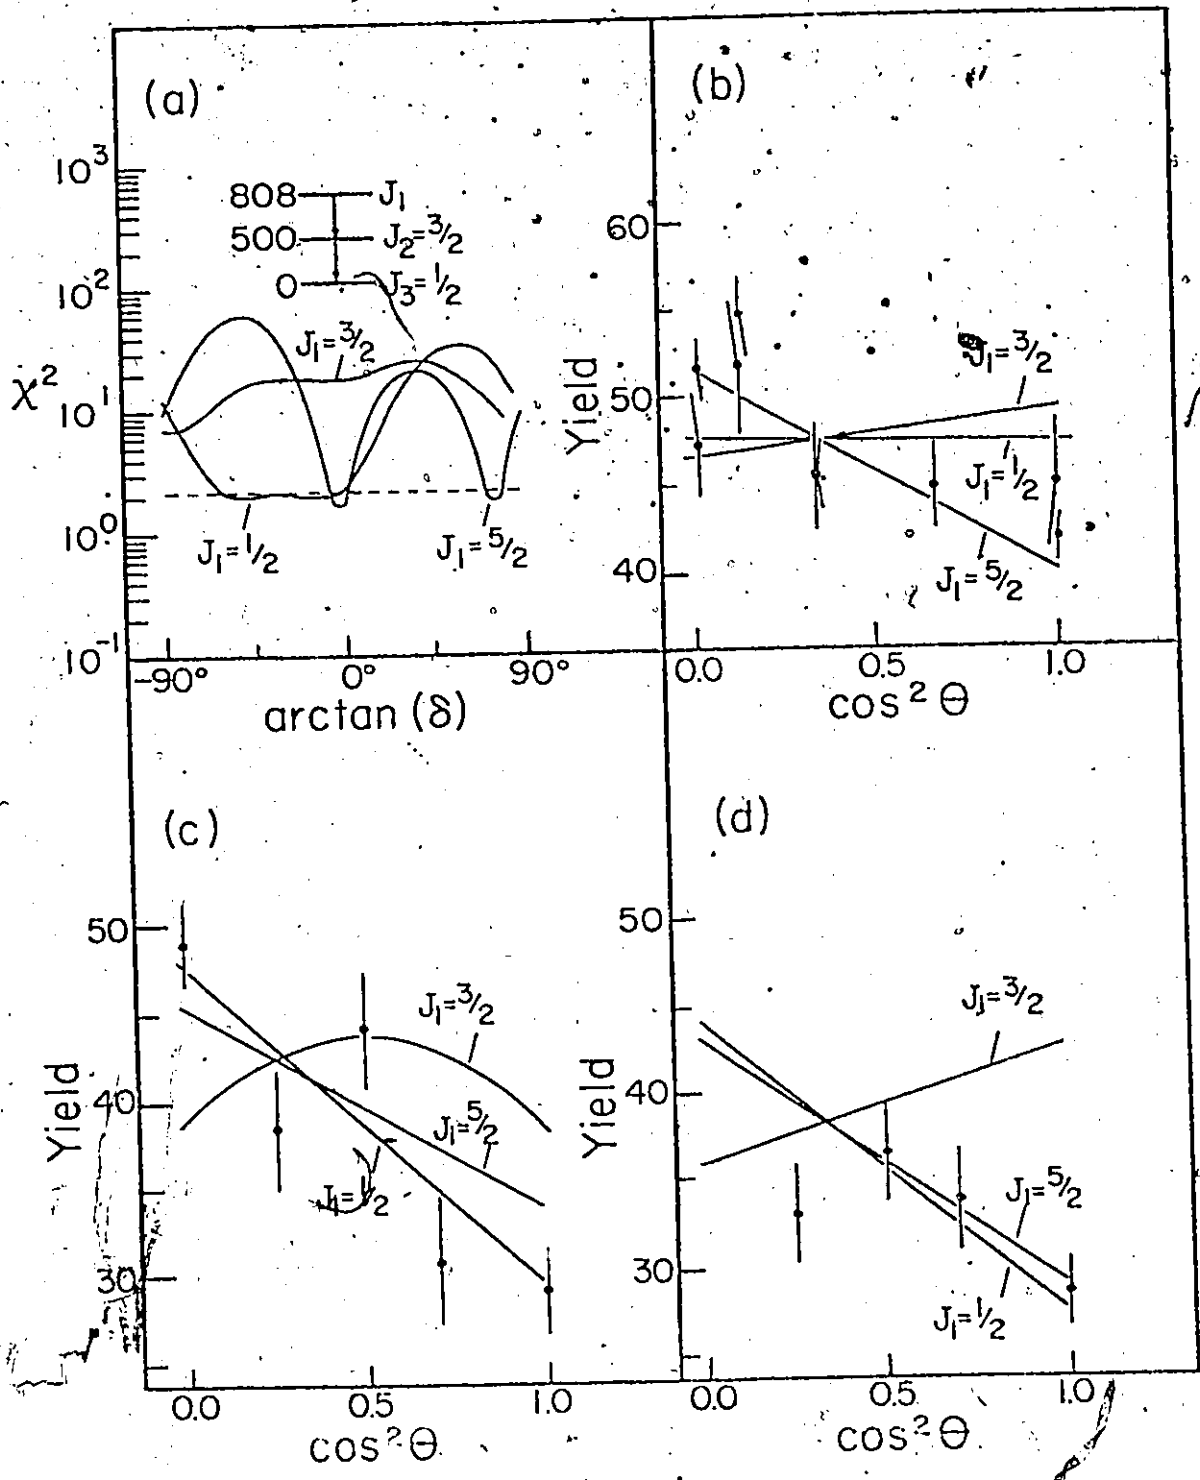 (a)
10³
10²
χ²
10¹
10⁰
10⁻¹
808 J₁
500 J₂=3/2
0 J₃=1/2
J₁=3/2
J₁=1/2
J₁=5/2
-90° 0° 90°
arctan (δ)
(b)
60
50
40
Yield
J₁=3/2
J₁=1/2
J₁=5/2
0.0 0.5 1.0
cos² θ
(c)
50
40
30
Yield
J₁=3/2
J₁=5/2
J₁=1/2
0.0 0.5 1.0
cos² θ
(d)
50
40
30
Yield
J₁=3/2
J₁=5/2
J₁=1/2
0.0 0.5 1.0
cos² θ